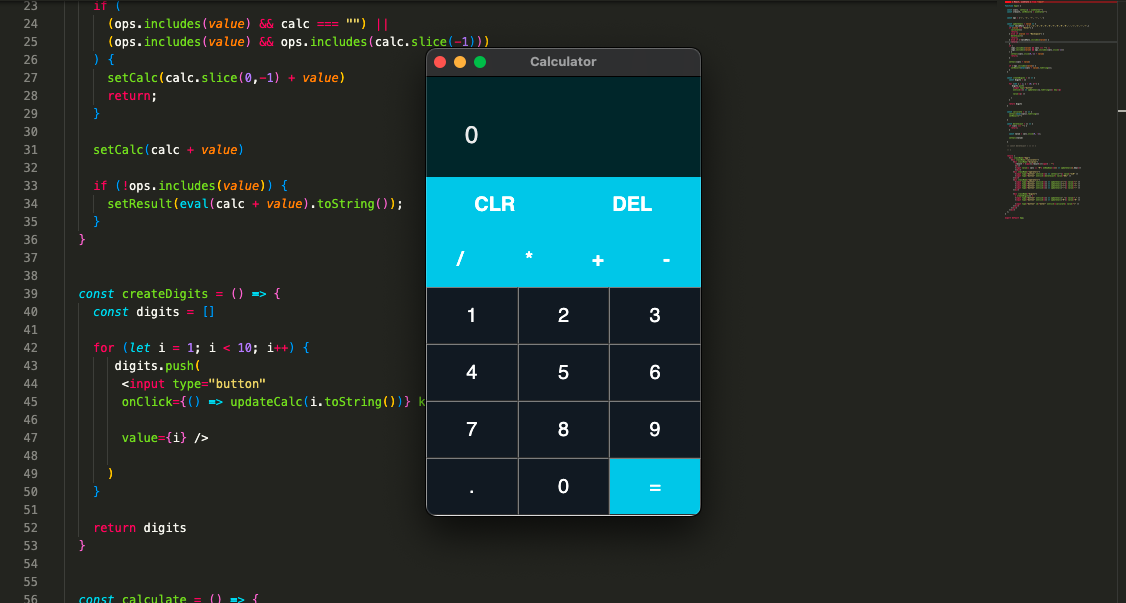 23 if (
24 (ops.includes(value) && calc === "") ||
25 (ops.includes(value) && ops.includes(calc.slice(-1)))
26 ) {
27 setCalc(calc.slice(0,-1) + value)
28 return;
29 }
30
31 setCalc(calc + value)
32
33 if (!ops.includes(value)) {
34 setResult(eval(calc + value).toString());
35 }
36 }
37
38
39 const createDigits = () => {
40 const digits = []
41
42 for (let i = 1; i < 10; i++) {
43 digits.push(
44 <input type="button"
45 onClick={() => updateCalc(i.toString())} k
46
47 value={i} />
48
49 )
50 }
51
52 return digits
53 }
54
55
56 const calculate = () => {
Calculator
0
CLR DEL
/ * + -
1 2 3
4 5 6
7 8 9
. 0 =